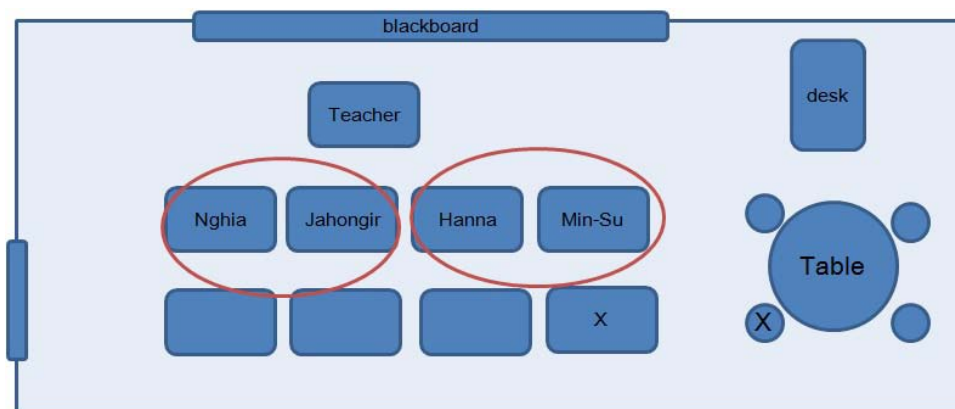 blackboard
desk
Teacher
Nghia
Jahongir
Hanna
Min-Su
Table
X
X